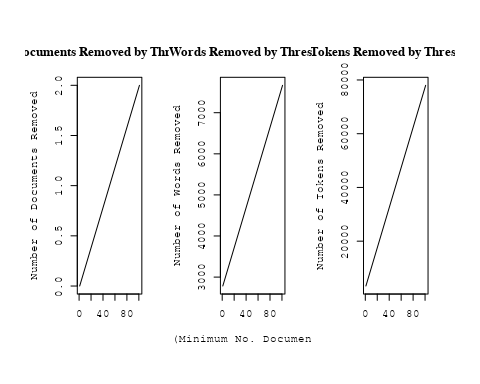 ocuments Removed by Thr Words Removed by Thres Tokens Removed by Thres
Number of Documents Removed
0.0 0.5 1.0 1.5 2.0
0 40 80
Number of Words Removed
3000 4000 5000 6000 7000
0 40 80
Number of Tokens Removed
20000 40000 60000 80000
0 40 80
(Minimum No. Documen